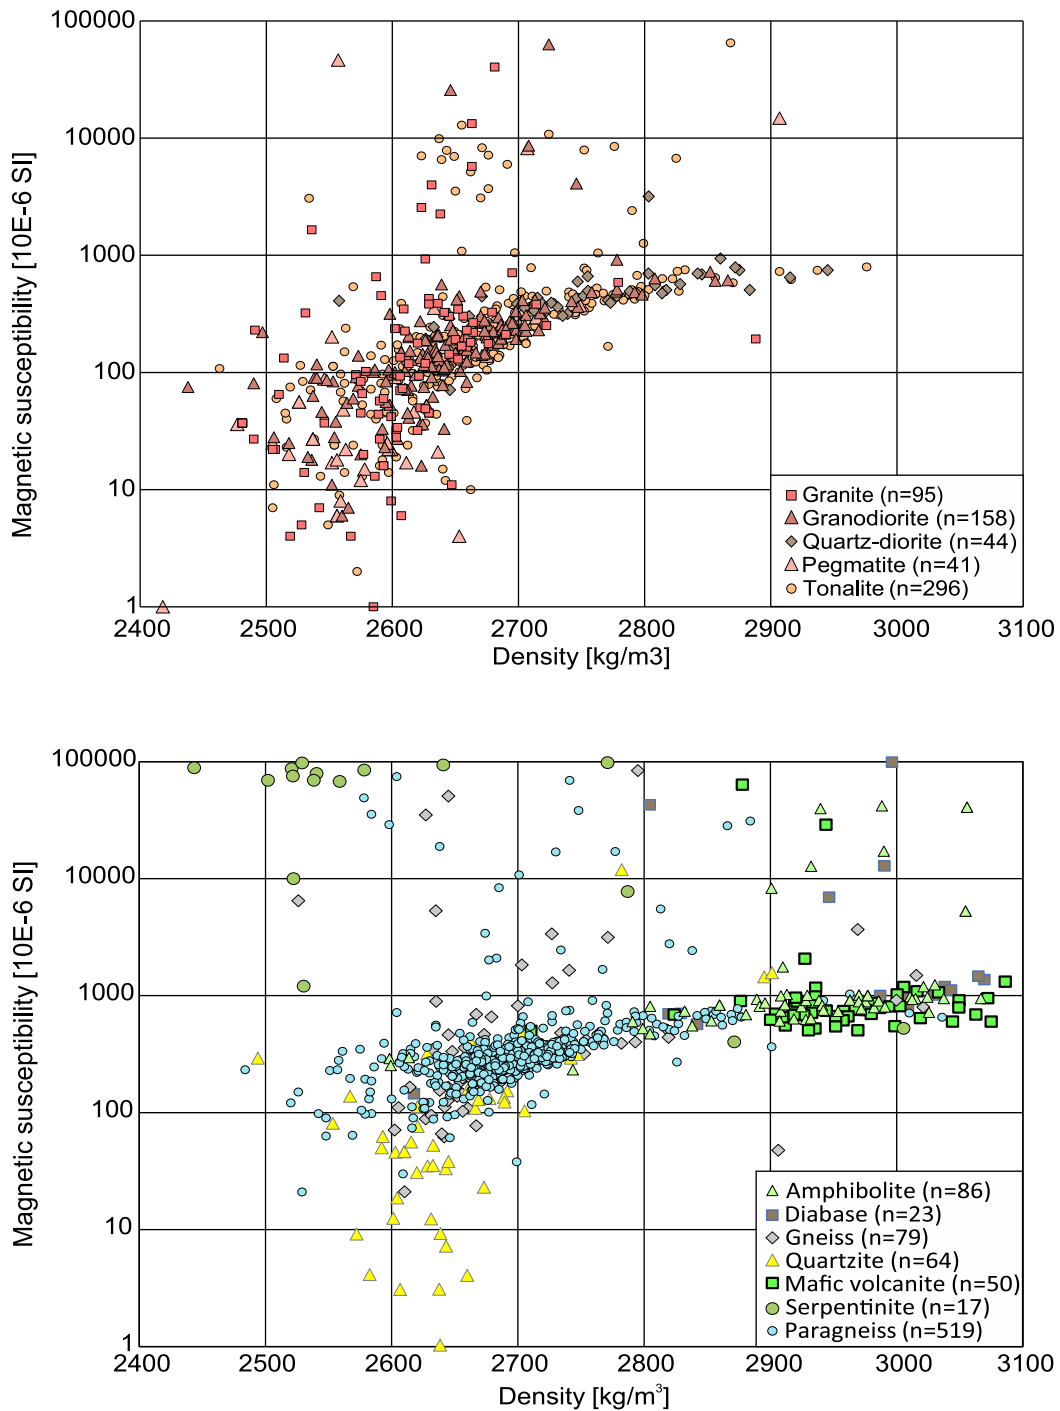 100000
10000
1000
100
10
1
Magnetic susceptibility [10E-6 SI]
Granite (n=95)
Granodiorite (n=158)
Quartz-diorite (n=44)
Pegmatite (n=41)
Tonalite (n=296)
2400 2500 2600 2700 2800 2900 3000 3100
Density [kg/m3]
100000
10000
1000
100
10
1
Magnetic susceptibility [10E-6 SI]
Amphibolite (n=86)
Diabase (n=23)
Gneiss (n=79)
Quartzite (n=64)
Mafic volcanite (n=50)
Serpentinite (n=17)
Paragneiss (n=519)
2400 2500 2600 2700 2800 2900 3000 3100
Density [kg/m³]